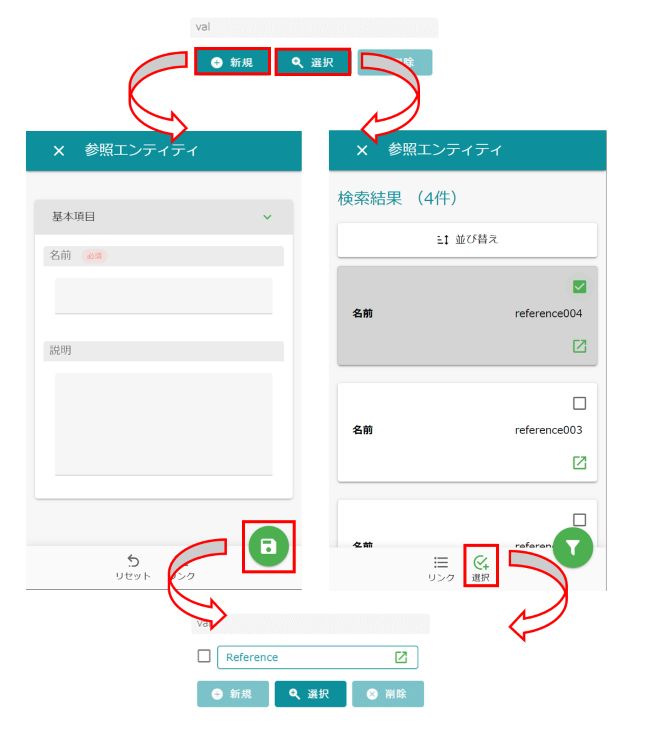 val
新規 選択 除
参照エンティティ
基本項目
名前 必須
説明
リセット ンク
参照エンティティ
検索結果 （4件）
並び替え
名前 reference004
名前 reference003
名前 referen
リンク 選択
val
Reference
新規 選択 削除